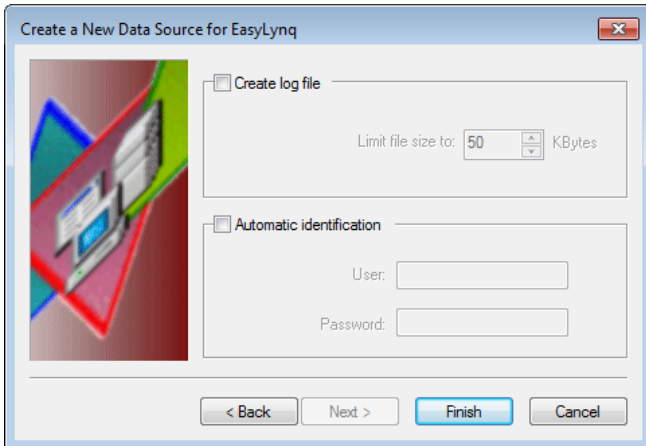 Create a New Data Source for EasyLynq
Create log file
Limit file size to: 50 KBytes
Automatic identification
User:
Password:
< Back Next > Finish Cancel